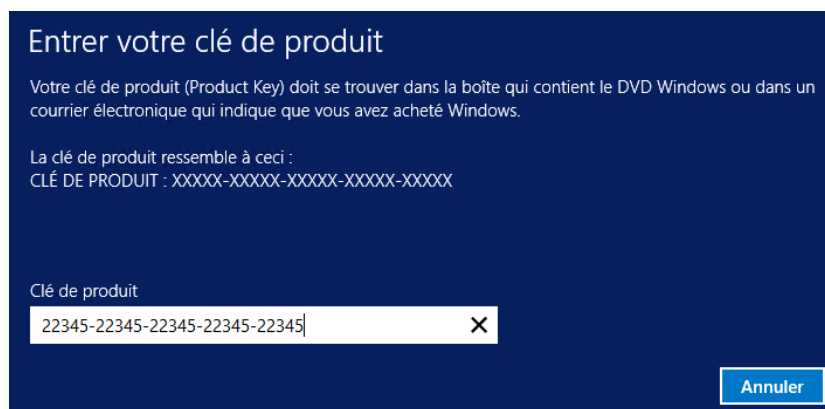 Entrer votre clé de produit
Votre clé de produit (Product Key) doit se trouver dans la boîte qui contient le DVD Windows ou dans un
courrier électronique qui indique que vous avez acheté Windows.
La clé de produit ressemble à ceci :
CLÉ DE PRODUIT : XXXXX-XXXXX-XXXXX-XXXXX-XXXXX
Clé de produit
22345-22345-22345-22345-22345
Annuler